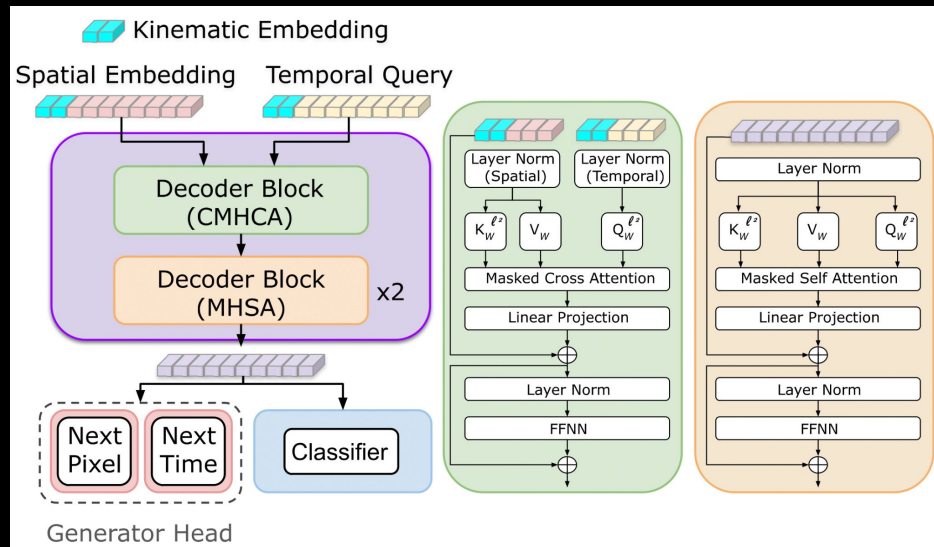 Kinematic Embedding
Spatial Embedding
Temporal Query
Decoder Block
(CMHCA)
Decoder Block
(MHSA)
x2
Next
Pixel
Next
Time
Classifier
Generator Head
Layer Norm
(Spatial)
Layer Norm
(Temporal)
K_W^ℓ²
V_W
Q_W^ℓ²
Masked Cross Attention
Linear Projection
Layer Norm
FFNN
Layer Norm
K_W^ℓ²
V_W
Q_W^ℓ²
Masked Self Attention
Linear Projection
Layer Norm
FFNN